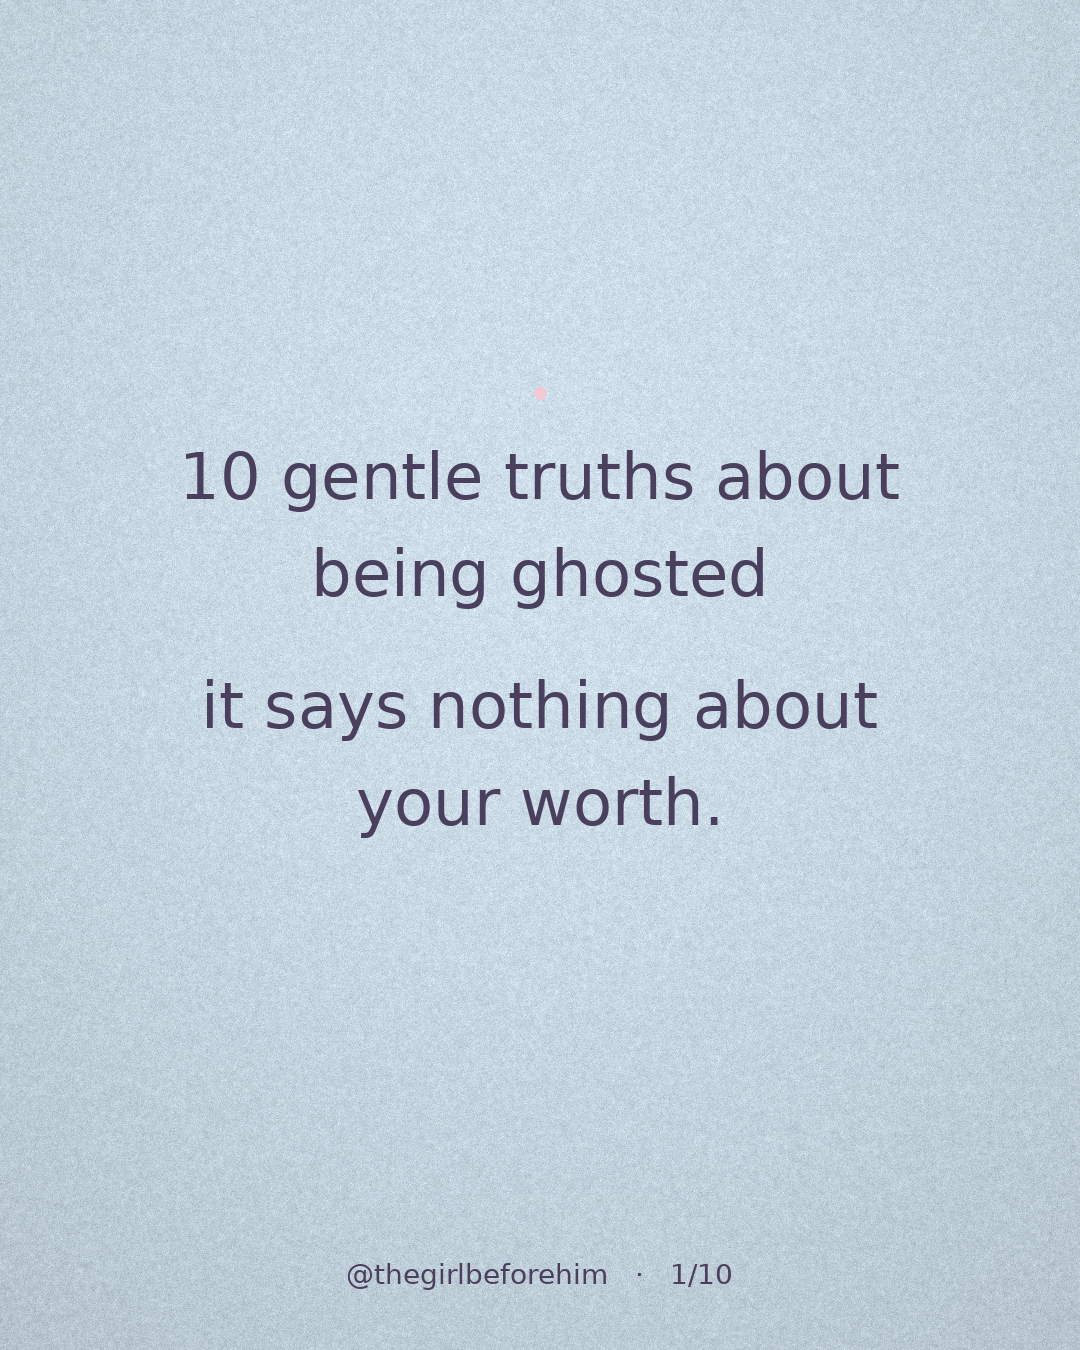 10 gentle truths about
being ghosted
it says nothing about
your worth.
@thegirlbeforehim · 1/10